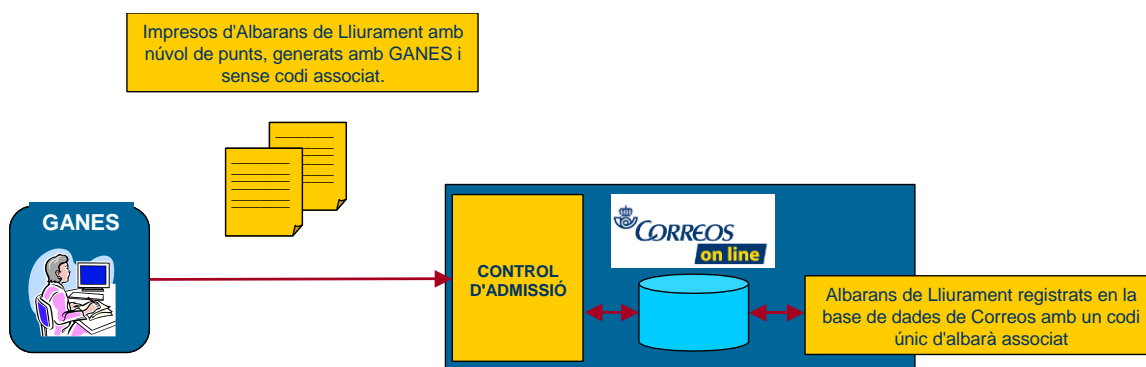 Impresos d'Albarans de Lliurament amb
núvol de punts, generats amb GANES i
sense codi associat.
GANES
CORREOS
on line
CONTROL
D'ADMISSIÓ
Albarans de Lliurament registrats en la
base de dades de Correos amb un codi
únic d'albarà associat